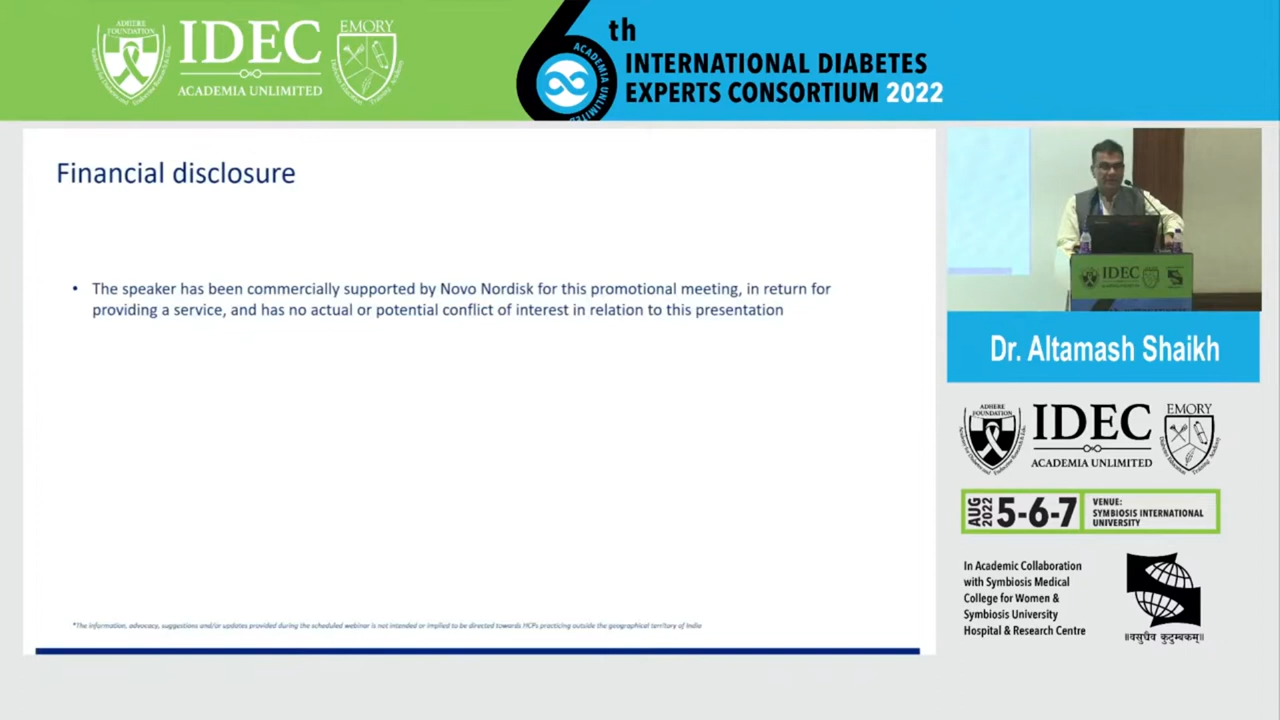 ADHERE
FOUNDATION
IDEC
ACADEMIA UNLIMITED
EMORY
6th
ACADEMIA UNLIMITED
INTERNATIONAL DIABETES
EXPERTS CONSORTIUM 2022
Financial disclosure
• The speaker has been commercially supported by Novo Nordisk for this promotional meeting, in return for
providing a service, and has no actual or potential conflict of interest in relation to this presentation
*The information, advocacy, suggestions and/or updates provided during the scheduled webinar is not intended or implied to be directed towards HCPs practicing outside the geographical territory of India
IDEC
Dr. Altamash Shaikh
ADHERE
FOUNDATION
IDEC
ACADEMIA UNLIMITED
EMORY
AUG
2022
5-6-7
VENUE:
SYMBIOSIS INTERNATIONAL
UNIVERSITY
In Academic Collaboration
with Symbiosis Medical
College for Women &
Symbiosis University
Hospital & Research Centre
॥वसुधैव कुटुम्बकम्॥